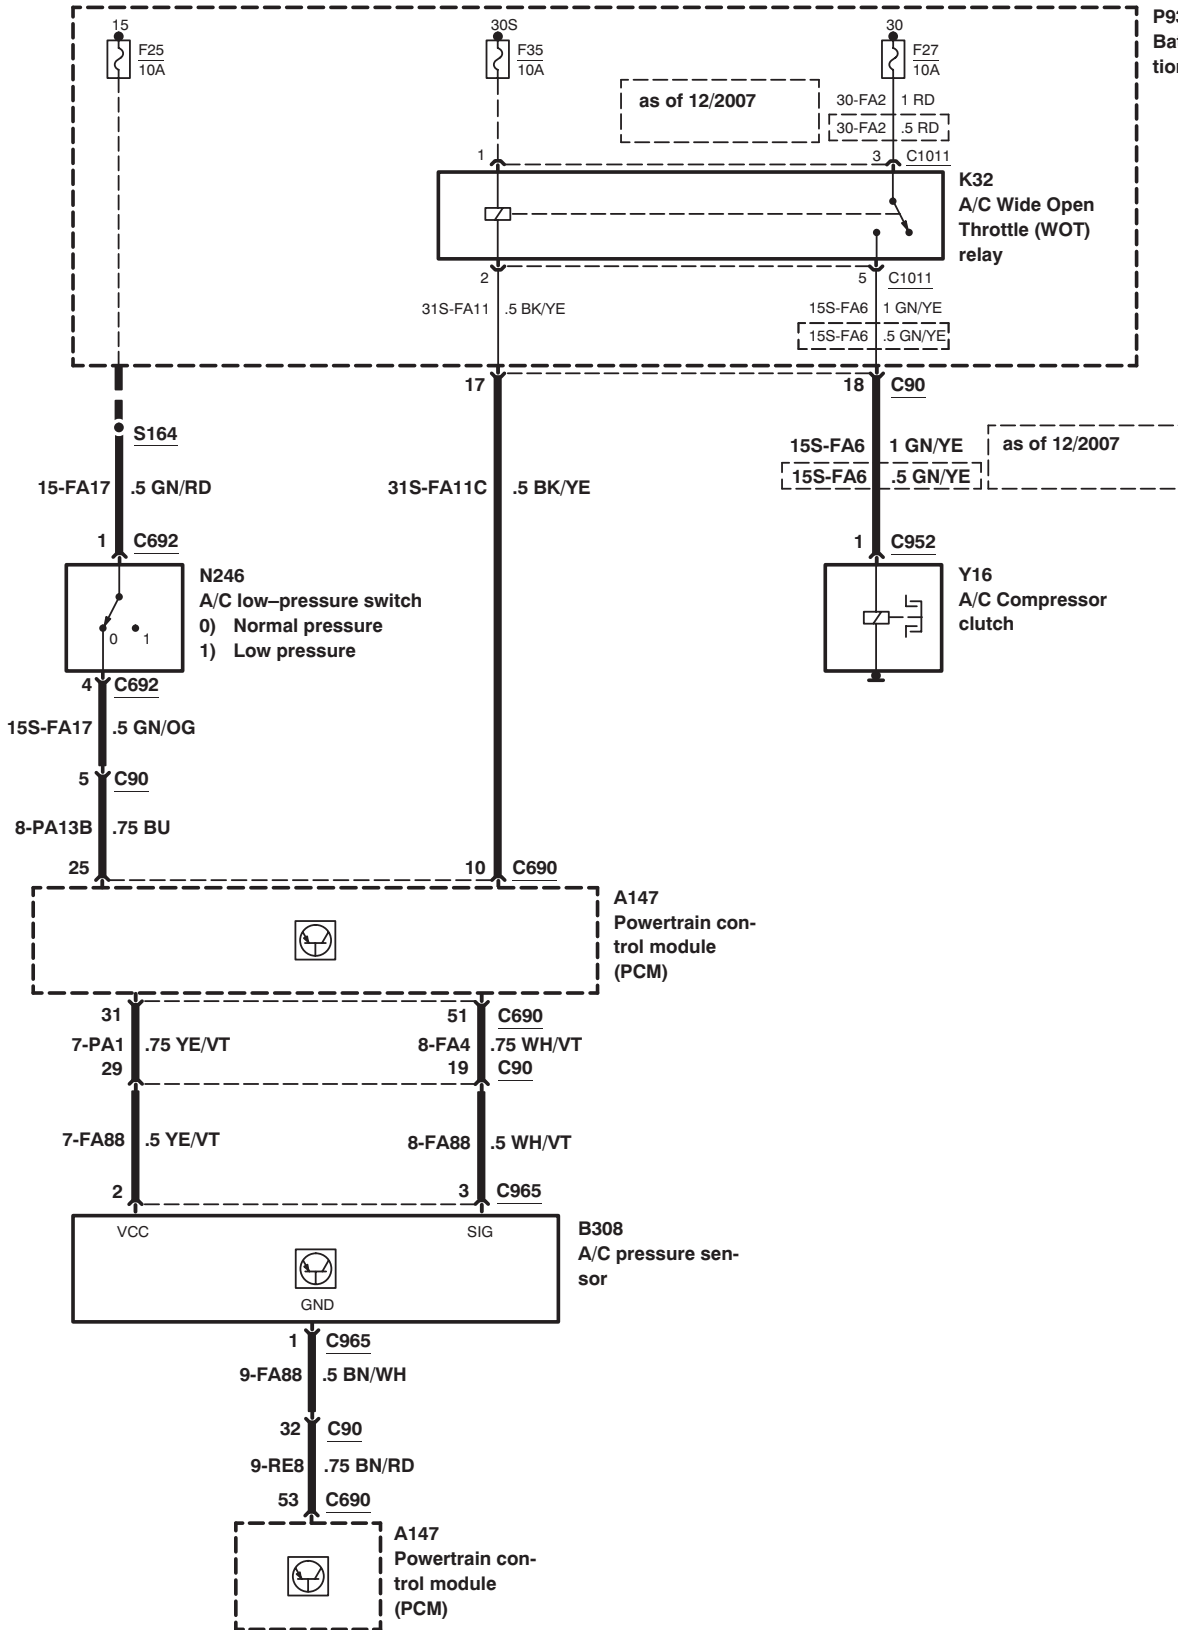 15
30S
30
P93
F25
10A
F35
10A
F27
10A
as of 12/2007
30-FA2 1 RD
30-FA2 .5 RD
1
3 C1011
K32
A/C Wide Open
Throttle (WOT)
relay
2
5 C1011
31S-FA11 .5 BK/YE
15S-FA6 1 GN/YE
15S-FA6 .5 GN/YE
17
18 C90
S164
15-FA17 .5 GN/RD
31S-FA11C .5 BK/YE
15S-FA6 1 GN/YE
15S-FA6 .5 GN/YE
as of 12/2007
1 C692
N246
A/C low–pressure switch
0) Normal pressure
1) Low pressure
0 1
1 C952
Y16
A/C Compressor
clutch
4 C692
15S-FA17 .5 GN/OG
5 C90
8-PA13B .75 BU
25
10 C690
A147
Powertrain con-
trol module
(PCM)
31
51 C690
7-PA1 .75 YE/VT
8-FA4 .75 WH/VT
29
19 C90
7-FA88 .5 YE/VT
8-FA88 .5 WH/VT
2
3 C965
VCC
SIG
GND
B308
A/C pressure sen-
sor
1 C965
9-FA88 .5 BN/WH
32 C90
9-RE8 .75 BN/RD
53 C690
A147
Powertrain con-
trol module
(PCM)